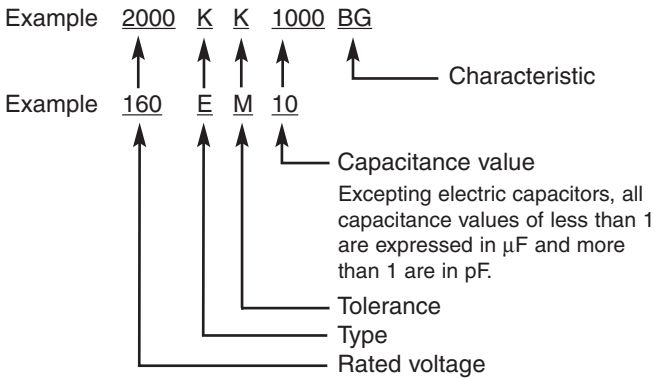 Example 2000 K K 1000 BG
Characteristic
Example 160 E M 10
Capacitance value
Excepting electric capacitors, all
capacitance values of less than 1
are expressed in μF and more
than 1 are in pF.
Tolerance
Type
Rated voltage